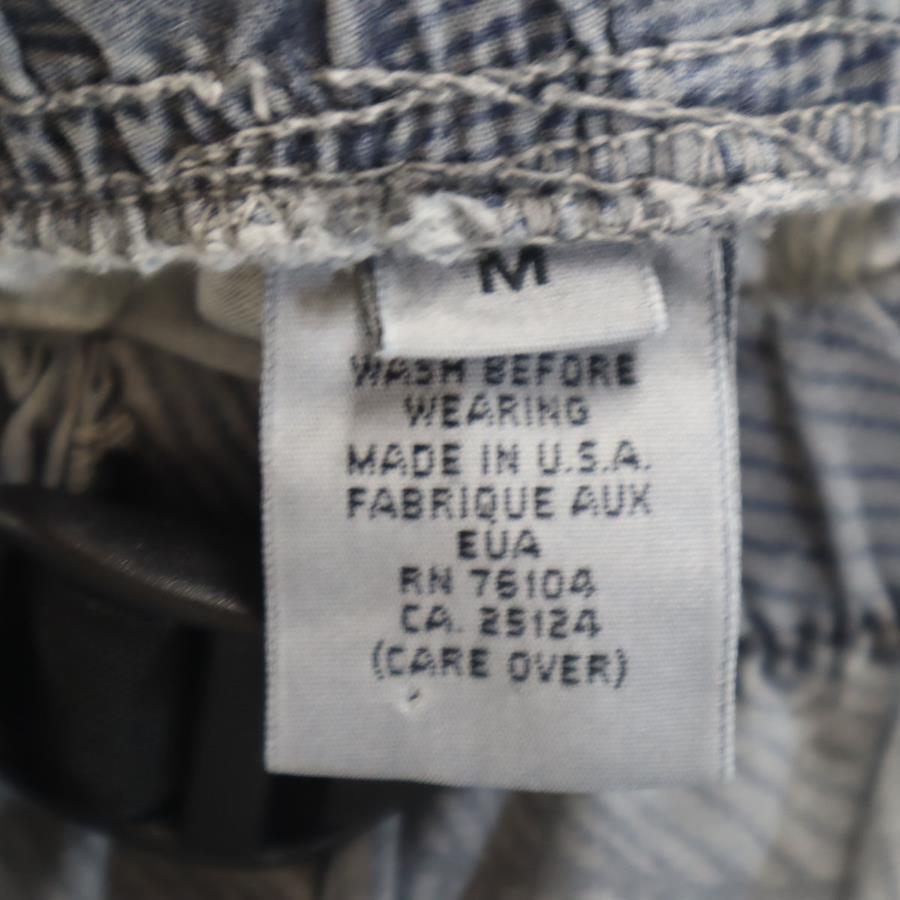 M
WASH BEFORE
WEARING
MADE IN U.S.A.
FABRIQUE AUX
EUA
RN 76104
CA. 25124
(CARE OVER)